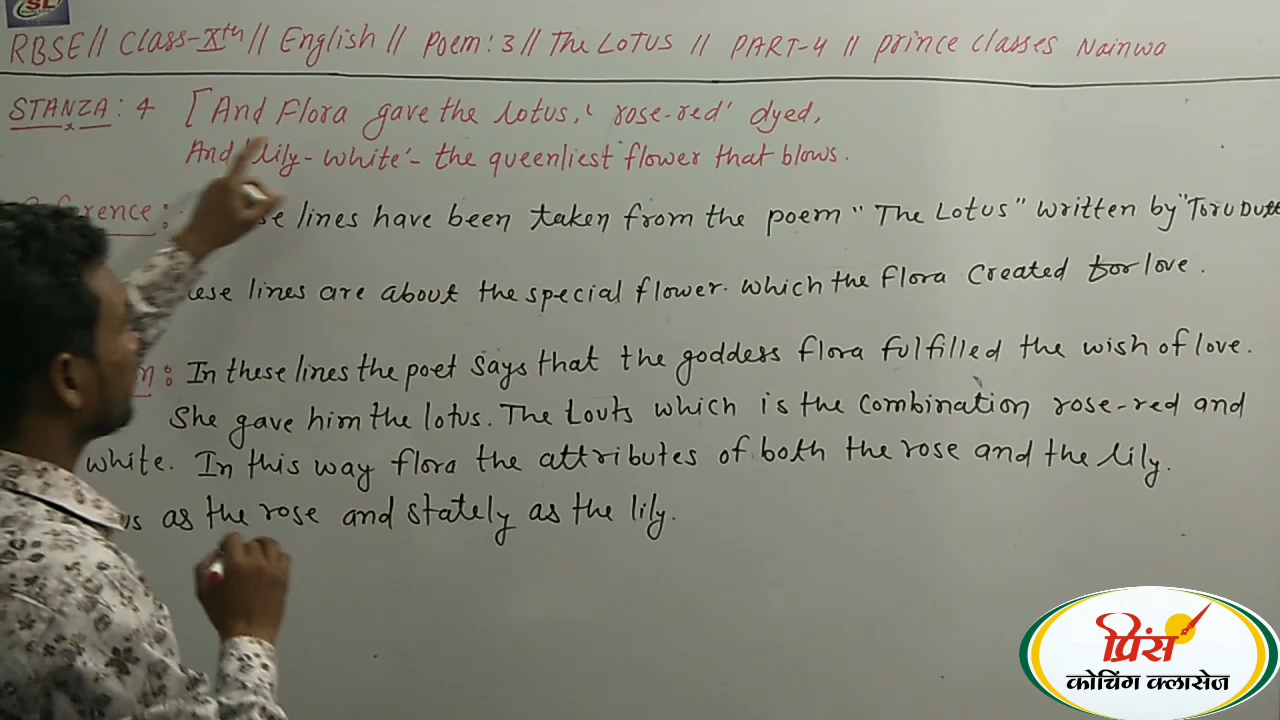 SL
RBSE // Class-Xth // English // Poem: 3 // The LOTUS // PART-4 // Prince Classes Nainwa
STANZA: 4 [And Flora gave the lotus, ‘rose-red’ dyed,
And ‘lily-white’- the queenliest flower that blows.
lines have been taken from the poem "The Lotus" written by "Toru Dutt
lines are about the special flower. which the flora created for love.
: In these lines the poet says that the goddess flora fulfilled the wish of love.
She gave him the lotus. The Louts which is the combination rose-red and
white. In this way flora the attributes of both the rose and the lily.
as the rose and stately as the lily.
प्रिंस
कोचिंग क्लासेज